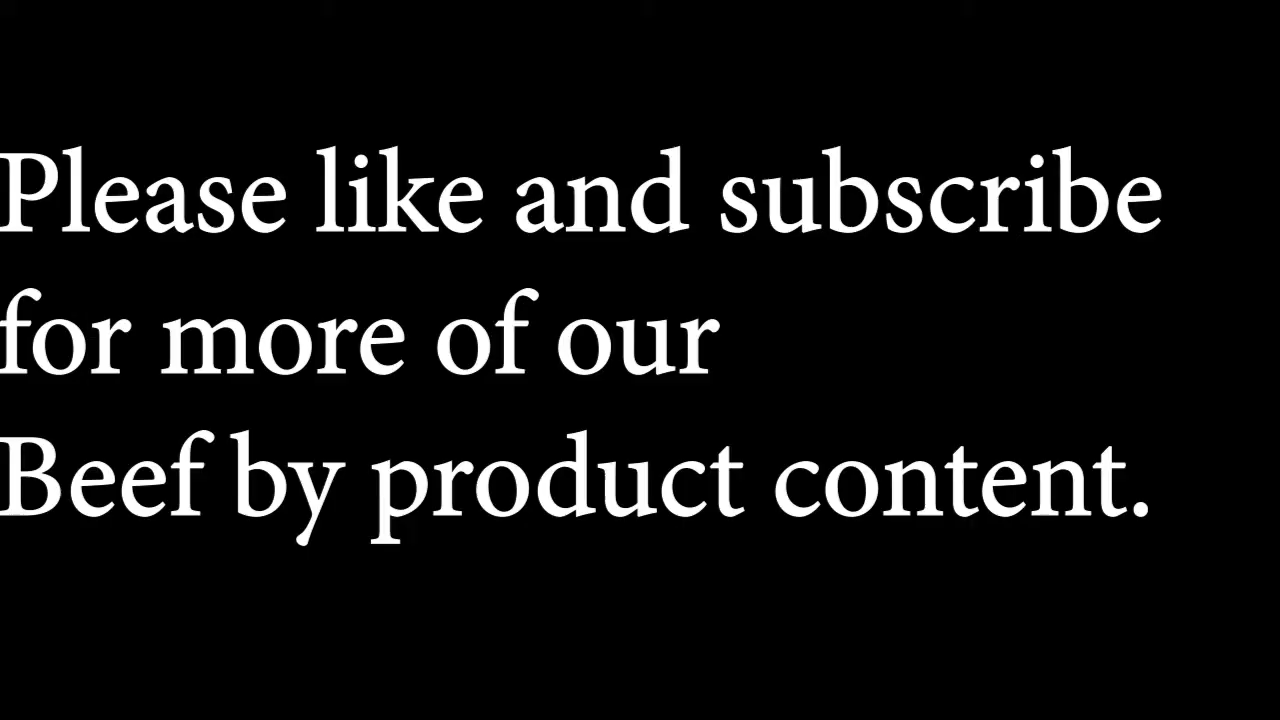 Please like and subscribe
for more of our
Beef by product content.